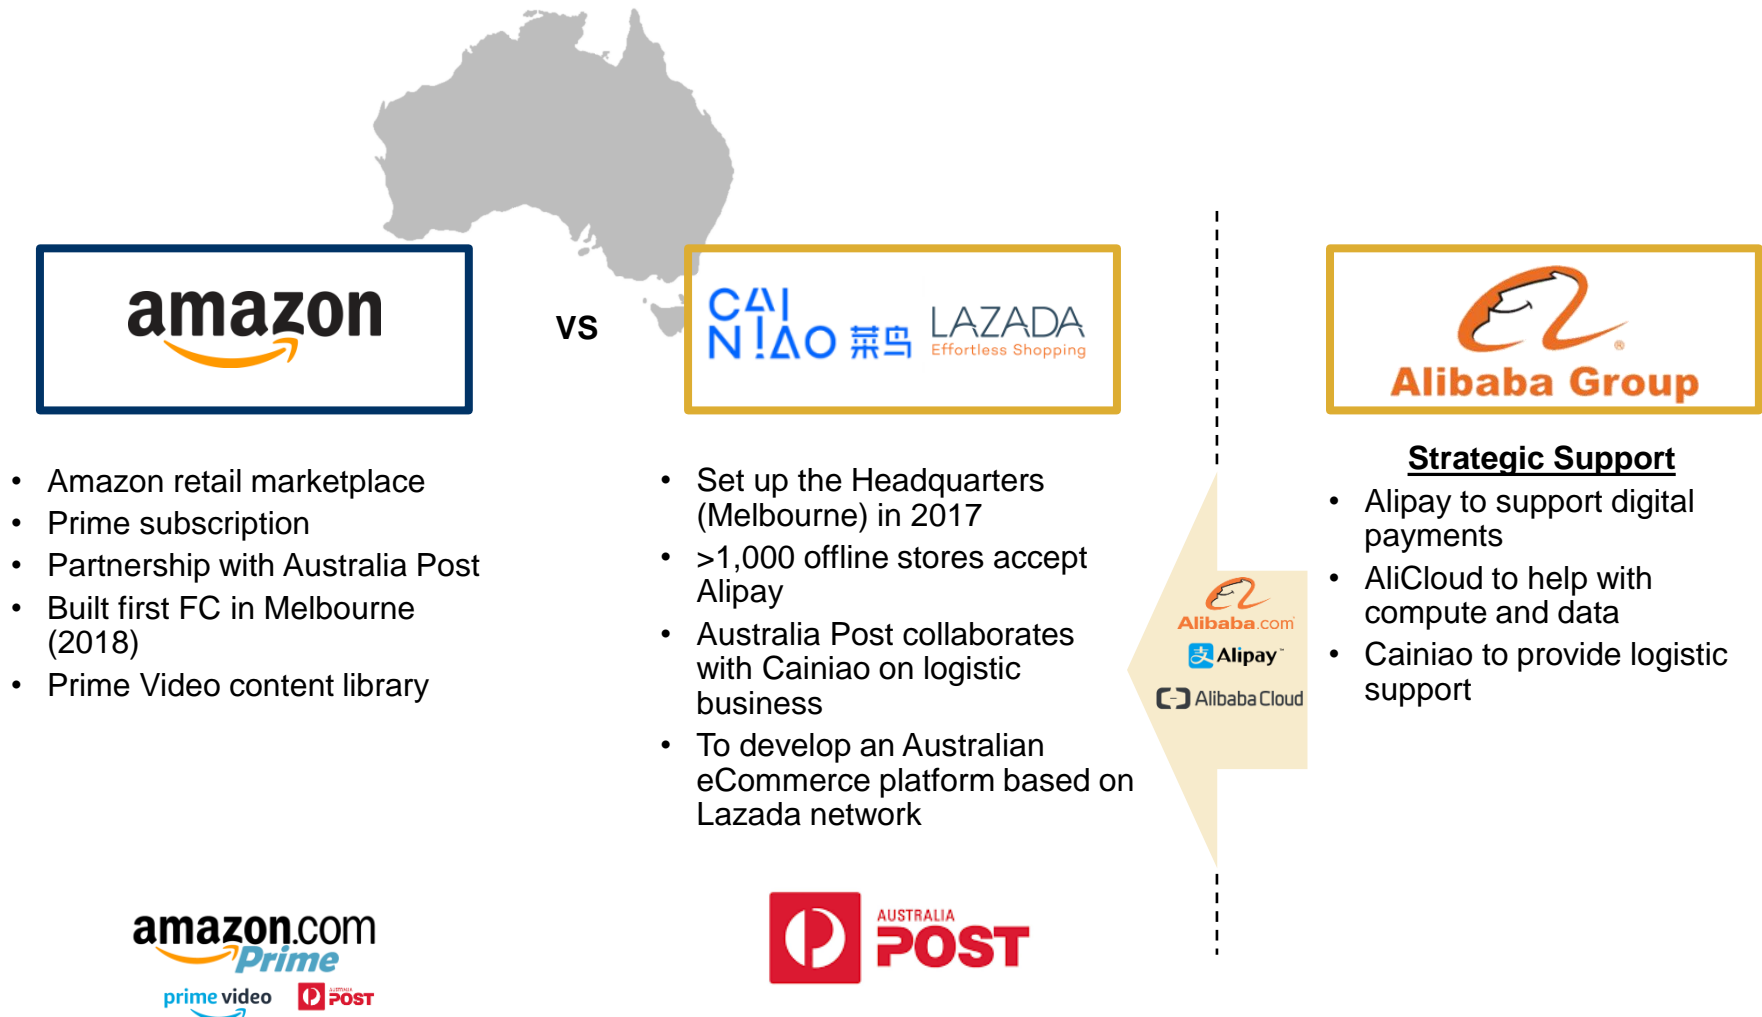 amazon
VS
CAI
NIAO 菜鸟
LAZADA
Effortless Shopping
Alibaba Group
®
• Amazon retail marketplace
• Prime subscription
• Partnership with Australia Post
• Built first FC in Melbourne
(2018)
• Prime Video content library
• Set up the Headquarters
(Melbourne) in 2017
• >1,000 offline stores accept
Alipay
• Australia Post collaborates
with Cainiao on logistic
business
• To develop an Australian
eCommerce platform based on
Lazada network
Alibaba.com
支 Alipay™
Alibaba Cloud
Strategic Support
• Alipay to support digital
payments
• AliCloud to help with
compute and data
• Cainiao to provide logistic
support
amazon.com
Prime
prime video
AUSTRALIA
POST
AUSTRALIA
POST